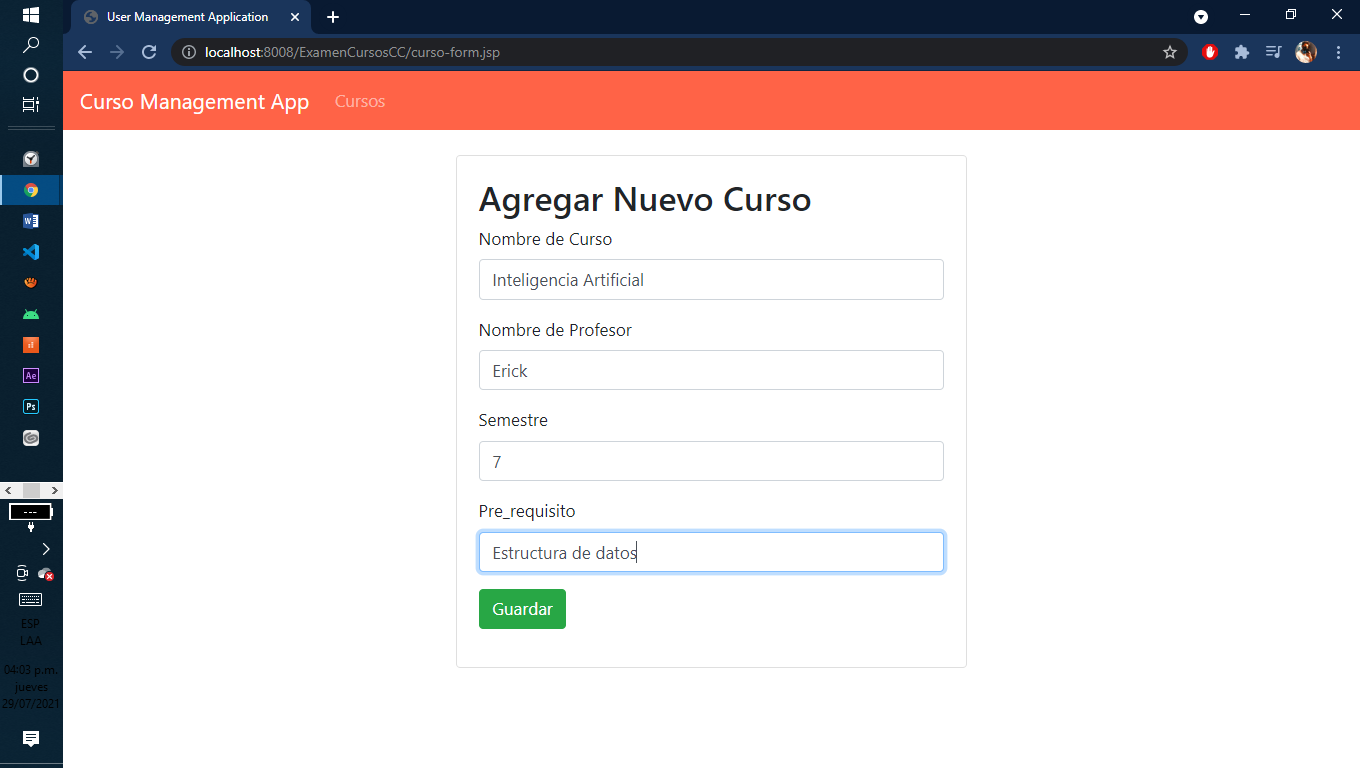 User Management Application
localhost:8008/ExamenCursosCC/curso-form.jsp
Curso Management App
Cursos
Agregar Nuevo Curso
Nombre de Curso
Inteligencia Artificial
Nombre de Profesor
Erick
Semestre
7
Pre_requisito
Estructura de datos
Guardar
W
Ae
Ps
---
ESP
LAA
04:03 p.m.
jueves
29/07/2021